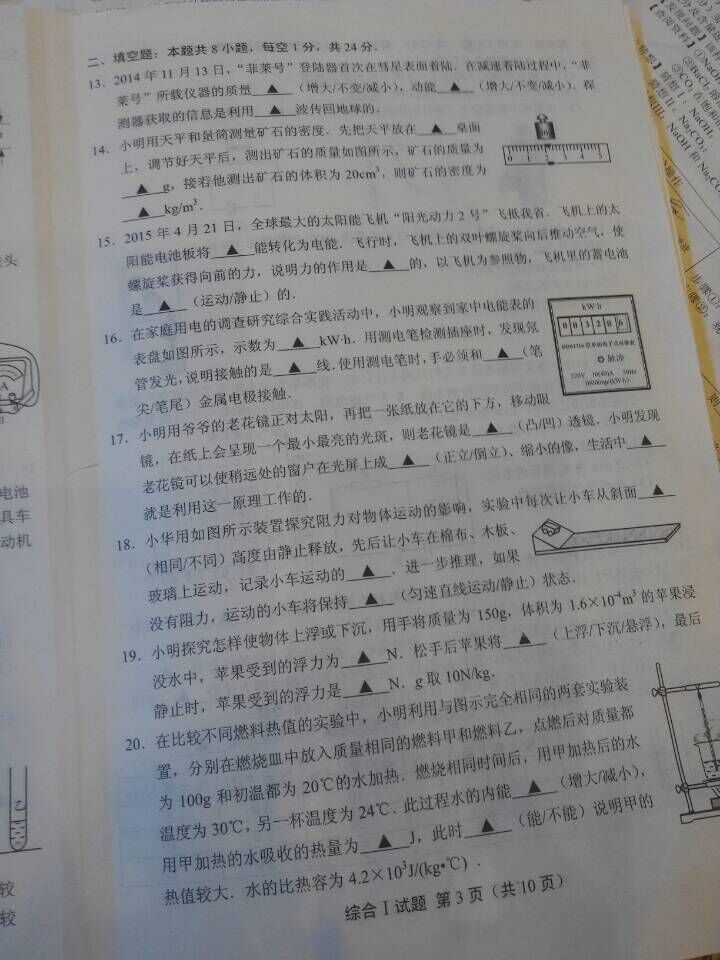 二、填空题：本题共8小题，每空1分，共24分.
13. 2014年11月13日，“菲莱号”登陆器首次在彗星表面着陆. 在减速着陆过程中，“菲
莱号”所载仪器的质量▲（增大/不变/减小），动能▲（增大/不变/减小）. 探
测器获取的信息是利用▲波传回地球的.
14. 小明用天平和量筒测量矿石的密度. 先把天平放在▲桌面
上，调节好天平后，测出矿石的质量如图所示，矿石的质量为
▲g，接若他测出矿石的体积为20cm³，则矿石的密度为
▲kg/m³.
0 1 2 3 4 5
15. 2015年4月21日，全球最大的太阳能飞机“阳光动力2号”飞抵我省. 飞机上的太
阳能电池板将▲能转化为电能. 飞行时，飞机上的双叶螺旋桨向后推动空气，使
螺旋桨获得向前的力，说明力的作用是▲的，以飞机为参照物，飞机里的蓄电池
是▲（运动/静止）的.
16. 在家庭用电的调查研究综合实践活动中，小明观察到家中电能表的
表盘如图所示，示数为▲kW·h. 用测电笔检测插座时，发现氖
管发光，说明接触的是▲线. 使用测电笔时，手必须和▲（笔
尖/笔尾）金属电极接触.
kW·h
0 0 3 2 0 6
脉冲
220V 10(40)A 50Hz
17. 小明用爷爷的老花镜正对太阳，再把一张纸放在它的下方，移动眼
镜，在纸上会呈现一个最小最亮的光斑，则老花镜是▲（凸/凹）透镜. 小明发现
老花镜可以使稍远处的窗户在光屏上成▲（正立/倒立）、缩小的像，生活中▲
就是利用这一原理工作的.
18. 小华用如图所示装置探究阻力对物体运动的影响，实验中每次让小车从斜面▲
（相同/不同）高度由静止释放，先后让小车在棉布、木板、
玻璃上运动，记录小车运动的▲. 进一步推理，如果
没有阻力，运动的小车将保持▲（匀速直线运动/静止）状态.
19. 小明探究怎样使物体上浮或下沉，用手将质量为150g，体积为1.6×10⁻⁴m³的苹果浸
没水中，苹果受到的浮力为▲N. 松手后苹果将▲（上浮/下沉/悬浮），最后
静止时，苹果受到的浮力是▲N. g取10N/kg.
20. 在比较不同燃料热值的实验中，小明利用与图示完全相同的两套实验装
置，分别在燃烧皿中放入质量相同的燃料甲和燃料乙，点燃后对质量都
为100g和初温都为20℃的水加热. 燃烧相同时间后，用甲加热后的水
温度为30℃，另一杯温度为24℃. 此过程水的内能▲（增大/减小），
用甲加热的水吸收的热量为▲J，此时▲（能/不能）说明甲的
热值较大. 水的比热容为4.2×10³J/(kg•℃).
综合Ⅰ试题 第3页（共10页）
头
A
电池
具车
动机
较
较